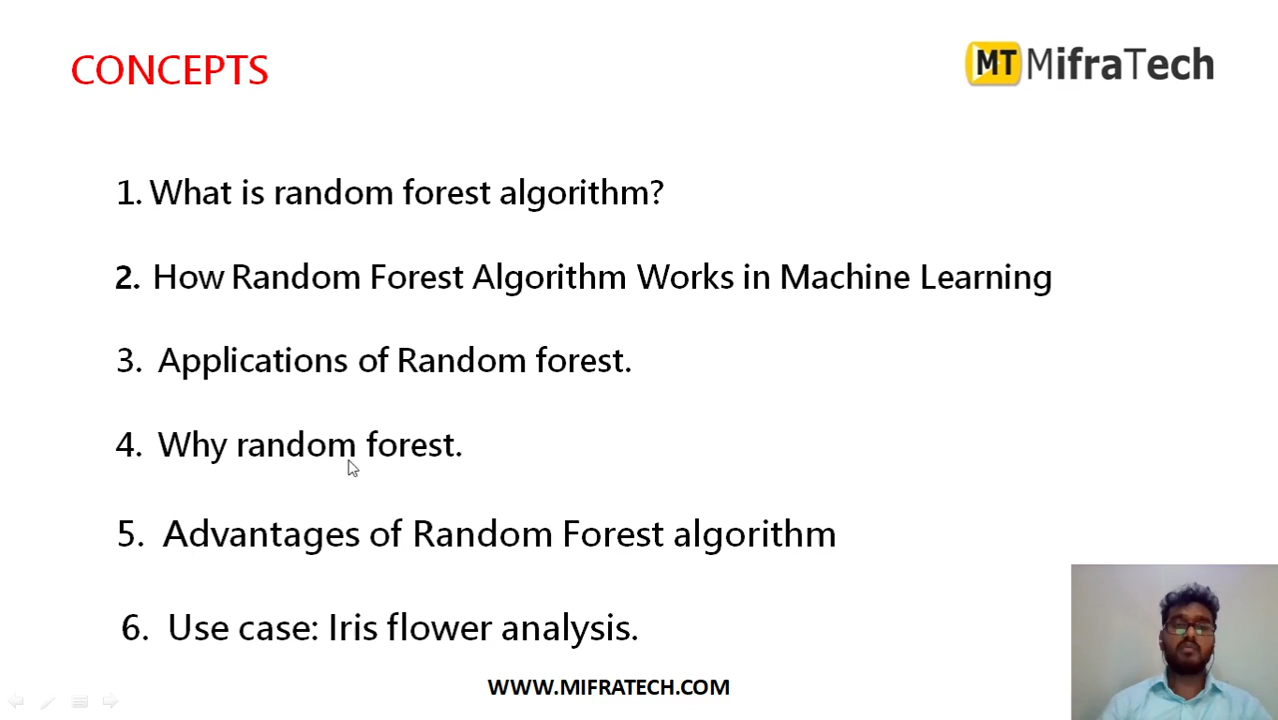 CONCEPTS
MT MifraTech
1. What is random forest algorithm?
2. How Random Forest Algorithm Works in Machine Learning
3. Applications of Random forest.
4. Why random forest.
5. Advantages of Random Forest algorithm
6. Use case: Iris flower analysis.
WWW.MIFRATECH.COM